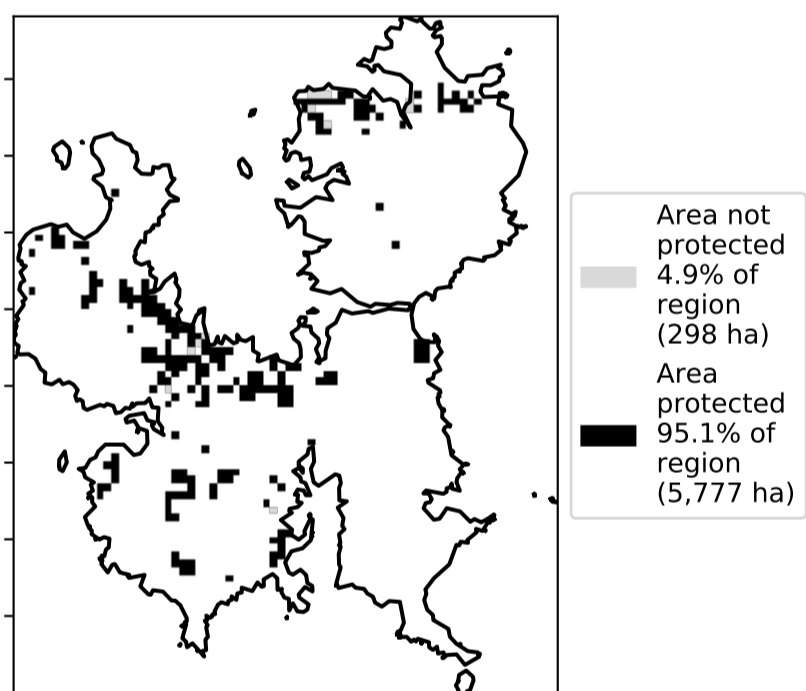 Area not
protected
4.9% of
region
(298 ha)
Area
protected
95.1% of
region
(5,777 ha)